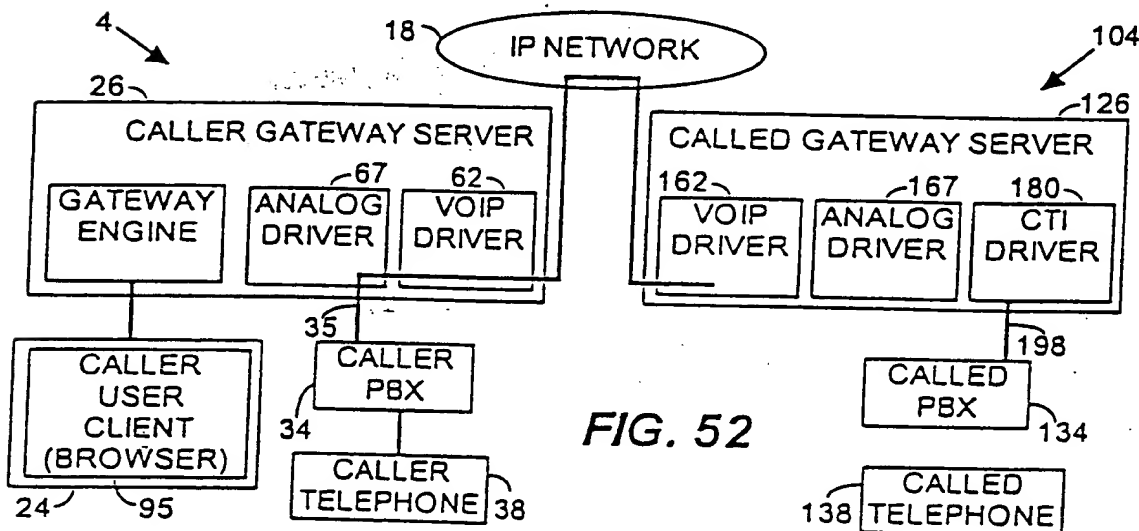 4
18
IP NETWORK
104
26
CALLER GATEWAY SERVER
126
CALLED GATEWAY SERVER
GATEWAY
ENGINE
67
ANALOG
DRIVER
62
VOIP
DRIVER
162
VOIP
DRIVER
167
ANALOG
DRIVER
180
CTI
DRIVER
35
198
CALLER
USER
CLIENT
(BROWSER)
24
95
CALLER
PBX
34
CALLER
TELEPHONE
38
FIG. 52
CALLED
PBX
134
CALLED
TELEPHONE
138